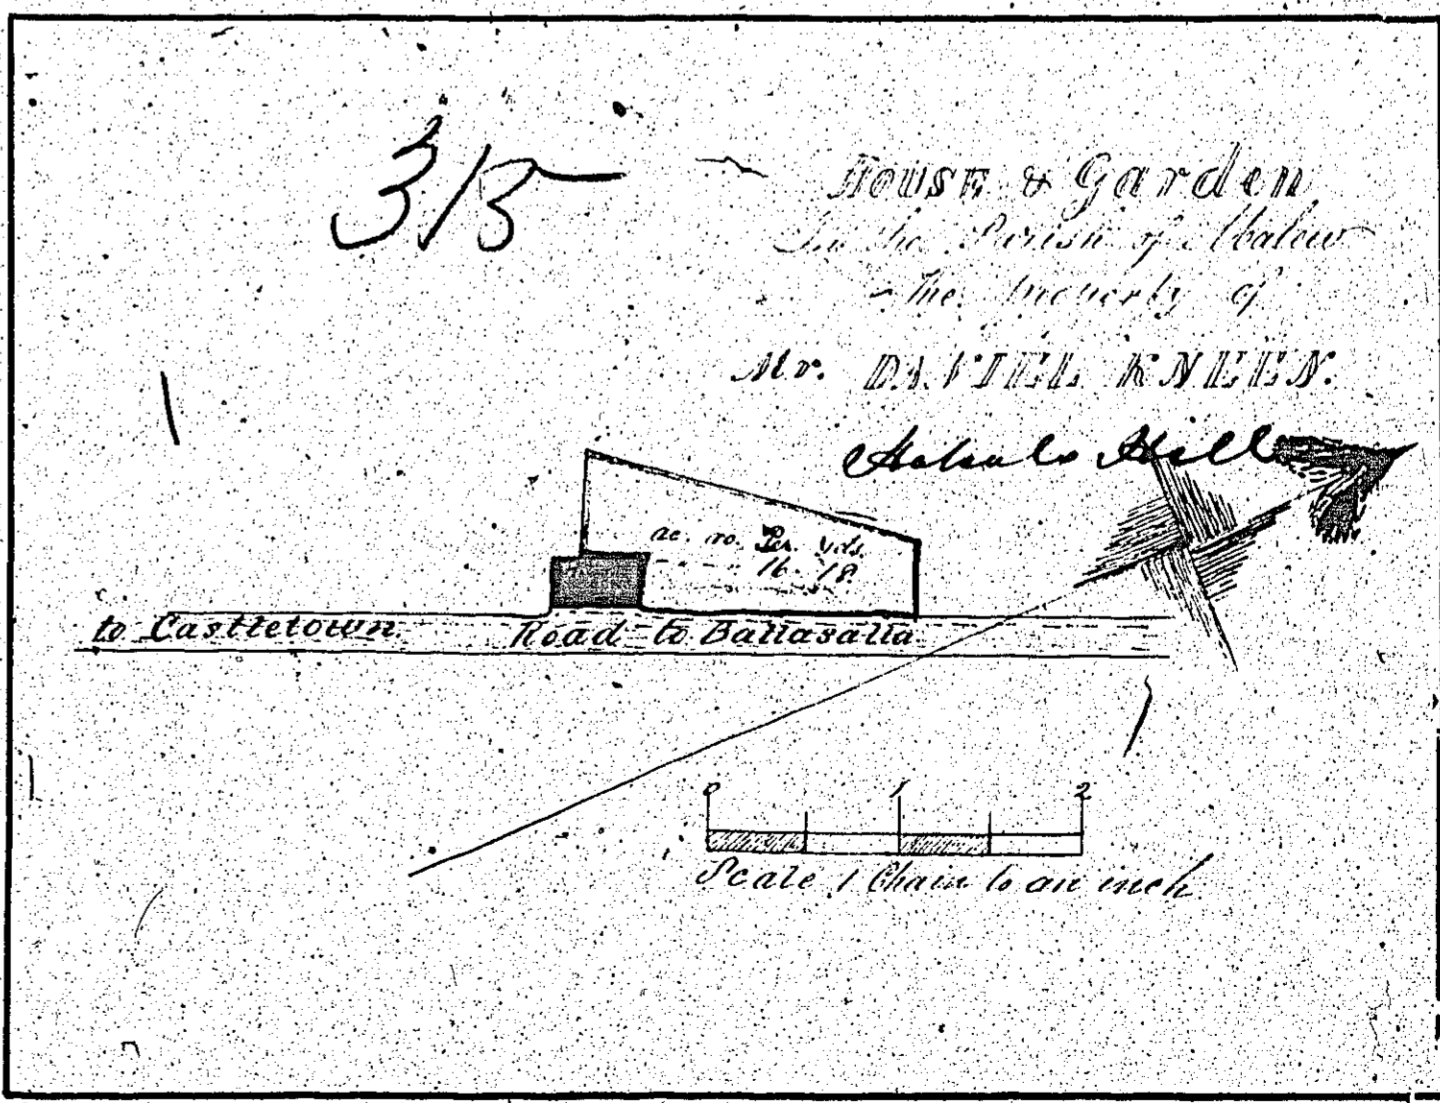 3/B
HOUSE & Garden
In the Parish of Malew
The Property of
Mr. DANIEL KNEEN.
Hill
ac. ro. Per. Yds.
16. 18
to Castletown. Road to Ballasalla
0 1 2
Scale 1 Chain to an inch